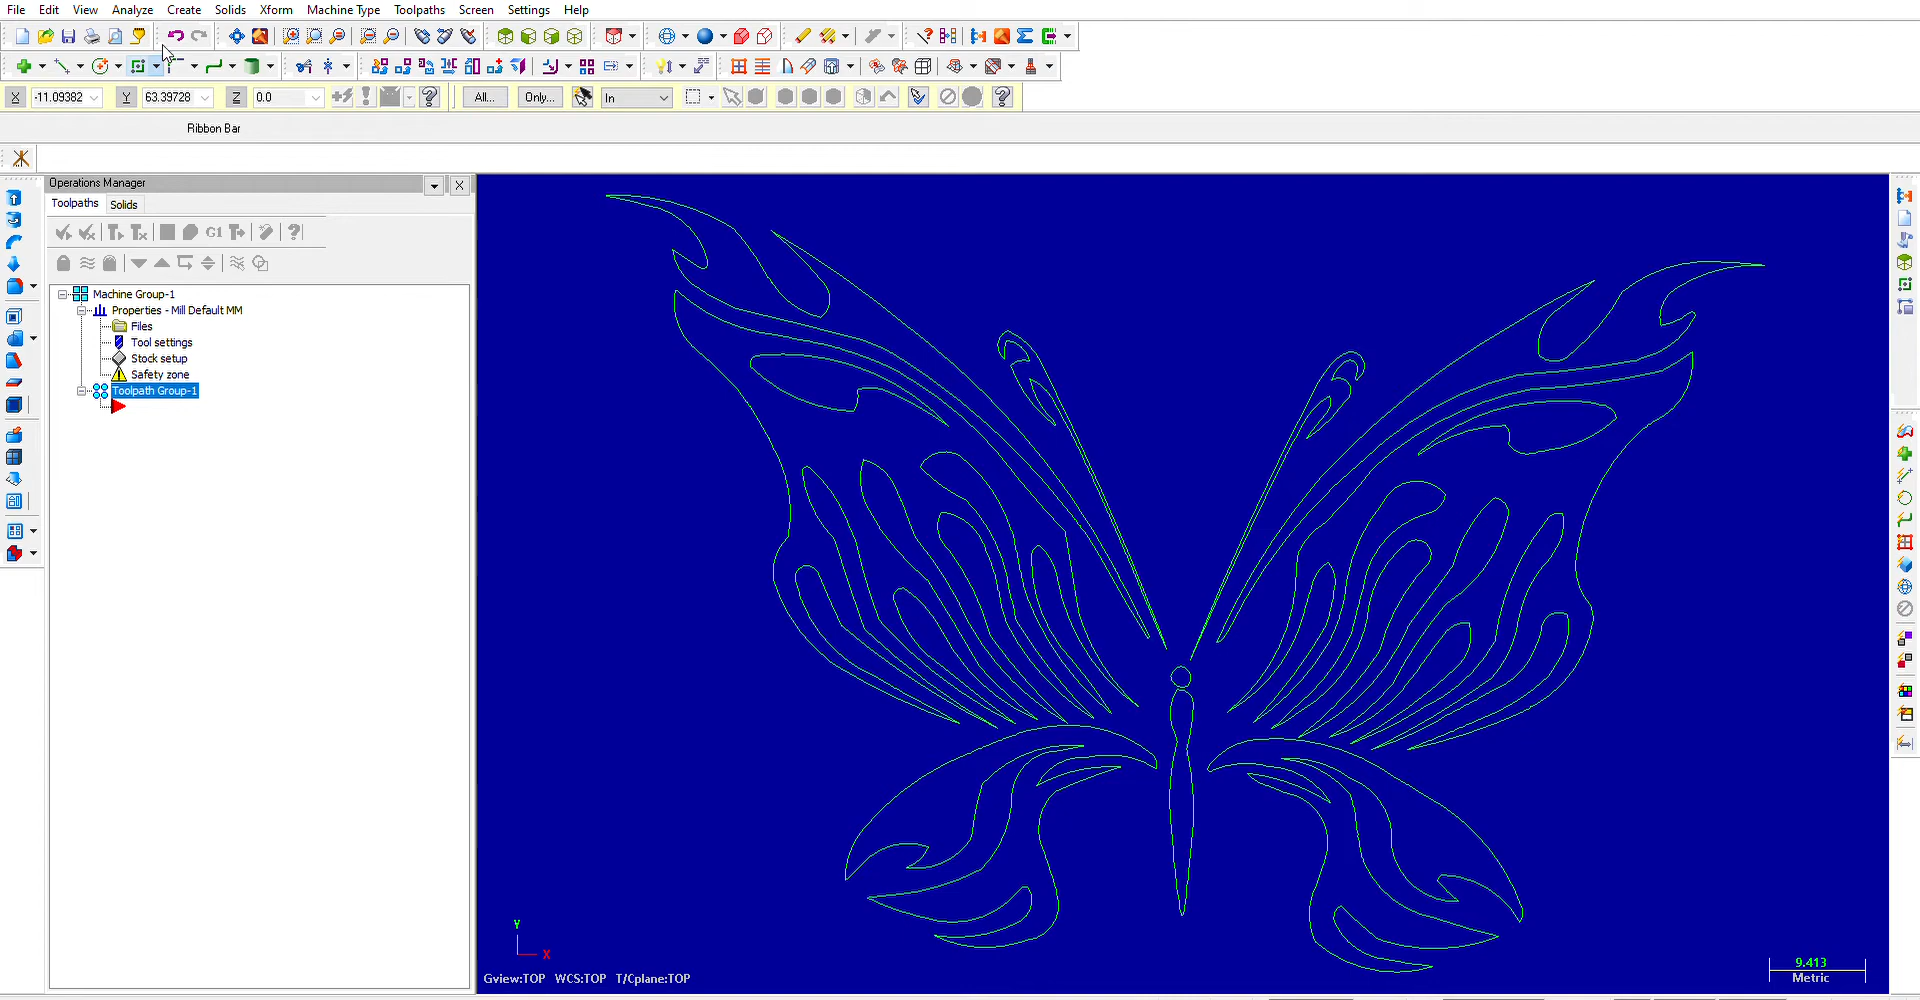 File Edit View Analyze Create Solids Xform Machine Type Toolpaths Screen Settings Help
X -11.09382 Y 63.39728 Z 0.0 All... Only... In
Ribbon Bar
Operations Manager
Toolpaths Solids
G1
Machine Group-1
Properties - Mill Default MM
Files
Tool settings
Stock setup
Safety zone
Toolpath Group-1
Y
X
Gview:TOP WCS:TOP T/Cplane:TOP
9.413
Metric